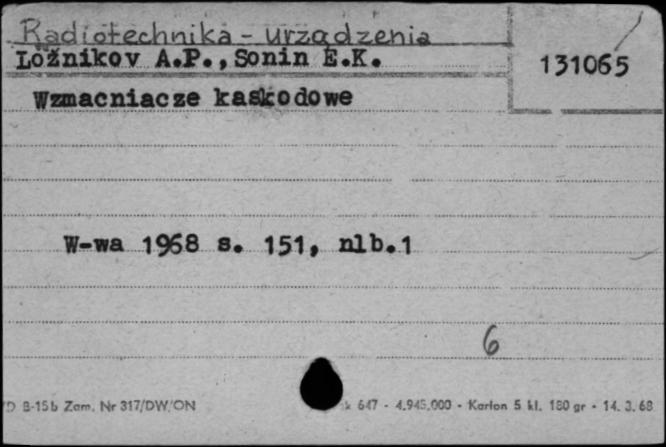 Radiotechnika - urządzenia
Łoźnikov A.P., Sonin E.K.
131065
Wzmacniacze kaskodowe
W-wa 1968 s. 151, nlb.1
6
B-15b Zam. Nr 317/DW/ON
647 - 4.945.000 - Karton 5 kl. 180 gr - 14. 3. 68